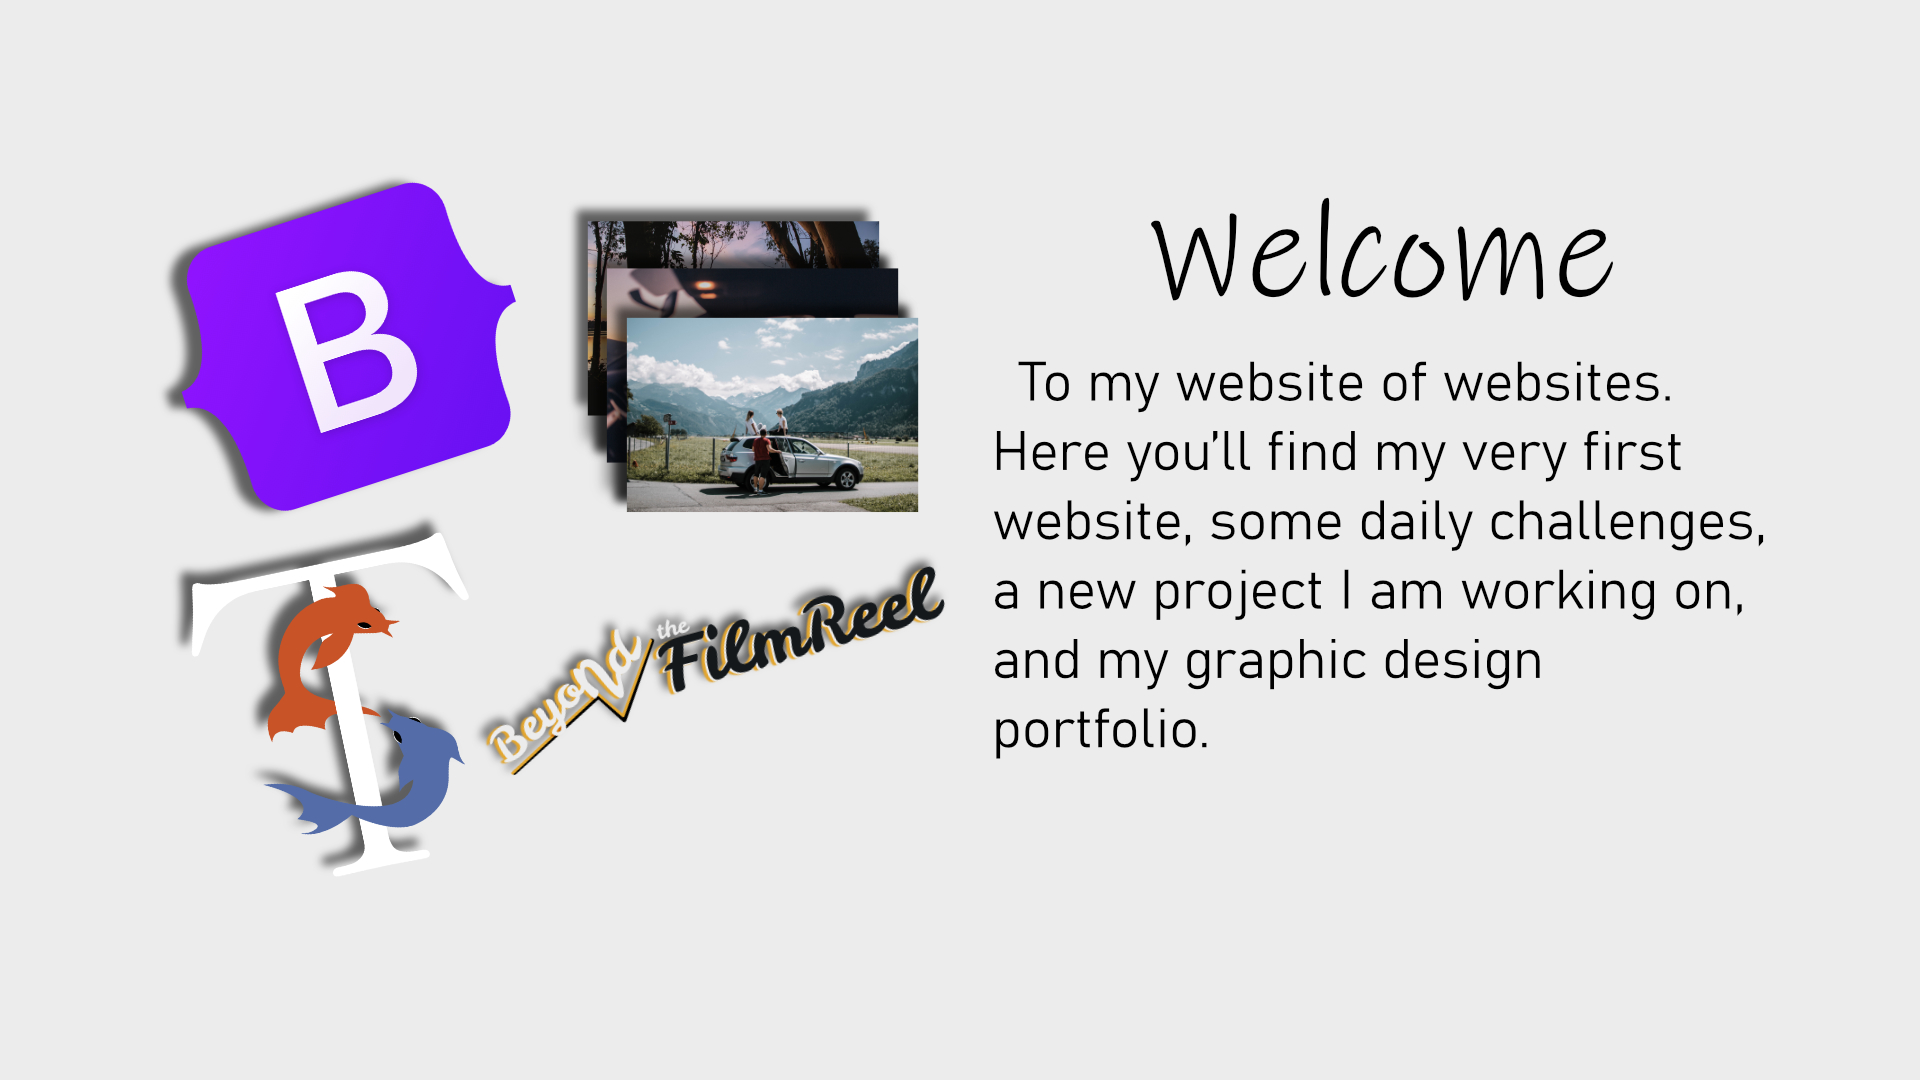 B
Welcome
To my website of websites.
Here you’ll find my very first
website, some daily challenges,
a new project I am working on,
and my graphic design
portfolio.
T
Beyond the FilmReel